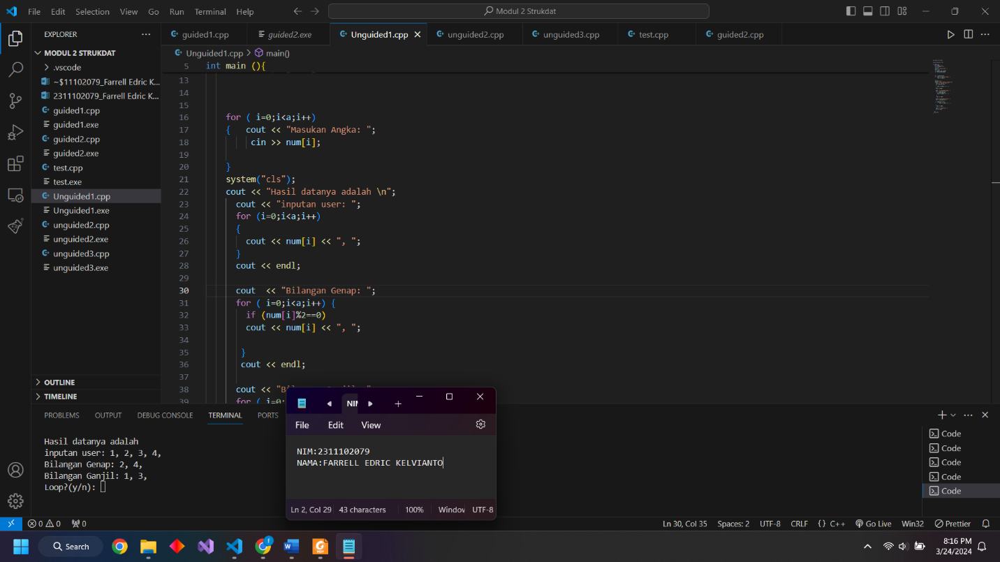 File Edit Selection View Go Run Terminal Help
Modul 2 Strukdat
EXPLORER
guided1.cpp
guided2.exe
Unguided1.cpp
unguided2.cpp
unguided3.cpp
test.cpp
guided2.cpp
MODUL 2 STRUKDAT
.vscode
~$11102079_Farrell Edric K...
2311102079_Farrell Edric K...
guided1.cpp
guided1.exe
guided2.cpp
guided2.exe
test.cpp
test.exe
Unguided1.cpp
Unguided1.exe
unguided2.cpp
unguided2.exe
unguided3.cpp
unguided3.exe
OUTLINE
TIMELINE
Unguided1.cpp > main()
5 int main (){
13
14
15
16 for ( i=0;i<a;i++)
17 { cout << "Masukan Angka: ";
18 cin >> num[i];
19
20 }
21 system("cls");
22 cout << "Hasil datanya adalah \n";
23 cout << "inputan user: ";
24 for (i=0;i<a;i++)
25 {
26 cout << num[i] << ", ";
27 }
28 cout << endl;
29
30 cout  << "Bilangan Genap: ";
31 for ( i=0;i<a;i++) {
32 if (num[i]%2==0)
33 cout << num[i] << ", ";
34
35 }
36 cout << endl;
37
38 cout <<
39 for ( i=0;
PROBLEMS OUTPUT DEBUG CONSOLE TERMINAL PORTS
Hasil datanya adalah
inputan user: 1, 2, 3, 4,
Bilangan Genap: 2, 4,
Bilangan Ganjil: 1, 3,
Loop?(y/n):
Code
Code
Code
Code
Code
NIM
File Edit View
NIM:2311102079
NAMA:FARRELL EDRIC KELVIANTO
Ln 2, Col 29 43 characters 100% Window UTF-8
0 0 0
Ln 30, Col 35 Spaces: 2 UTF-8 CRLF {} C++ Go Live Win32 Prettier
Search
8:16 PM
3/24/2024